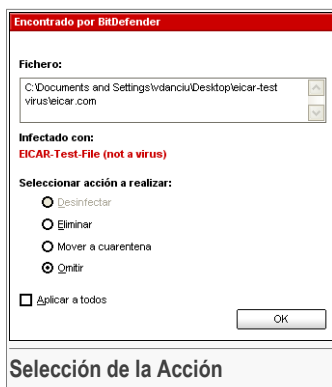 Encontrado por BitDefender
Fichero:
C:\Documents and Settings\vdanciu\Desktop\eicar-test
virus\eicar.com
Infectado con:
EICAR-Test-File (not a virus)
Seleccionar acción a realizar:
Desinfectar
Eliminar
Mover a cuarentena
Omitir
Aplicar a todos
OK
Selección de la Acción